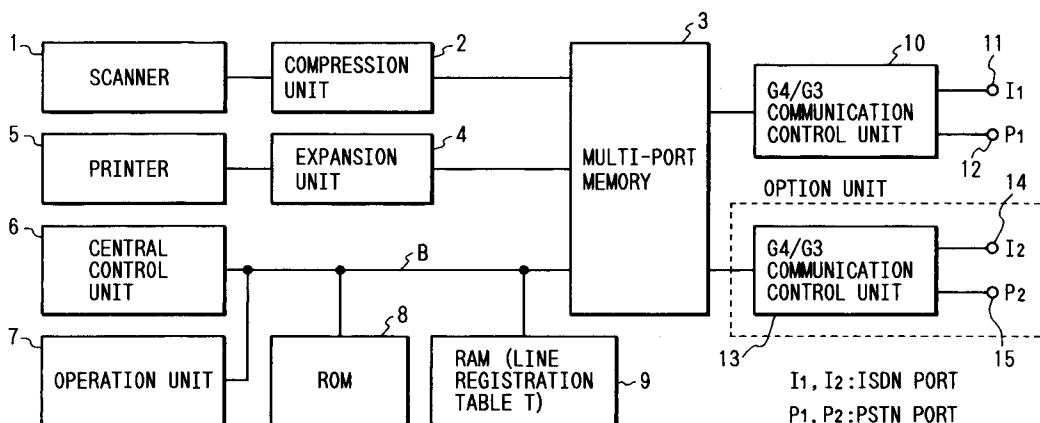 1
SCANNER
2
COMPRESSION
UNIT
3
MULTI-PORT
MEMORY
10
G4/G3
COMMUNICATION
CONTROL UNIT
11
I1
P1
12
5
PRINTER
4
EXPANSION
UNIT
OPTION UNIT
14
6
CENTRAL
CONTROL
UNIT
B
G4/G3
COMMUNICATION
CONTROL UNIT
I2
P2
13
15
7
OPERATION UNIT
8
ROM
RAM (LINE
REGISTRATION
TABLE T)
9
I1, I2:ISDN PORT
P1, P2:PSTN PORT